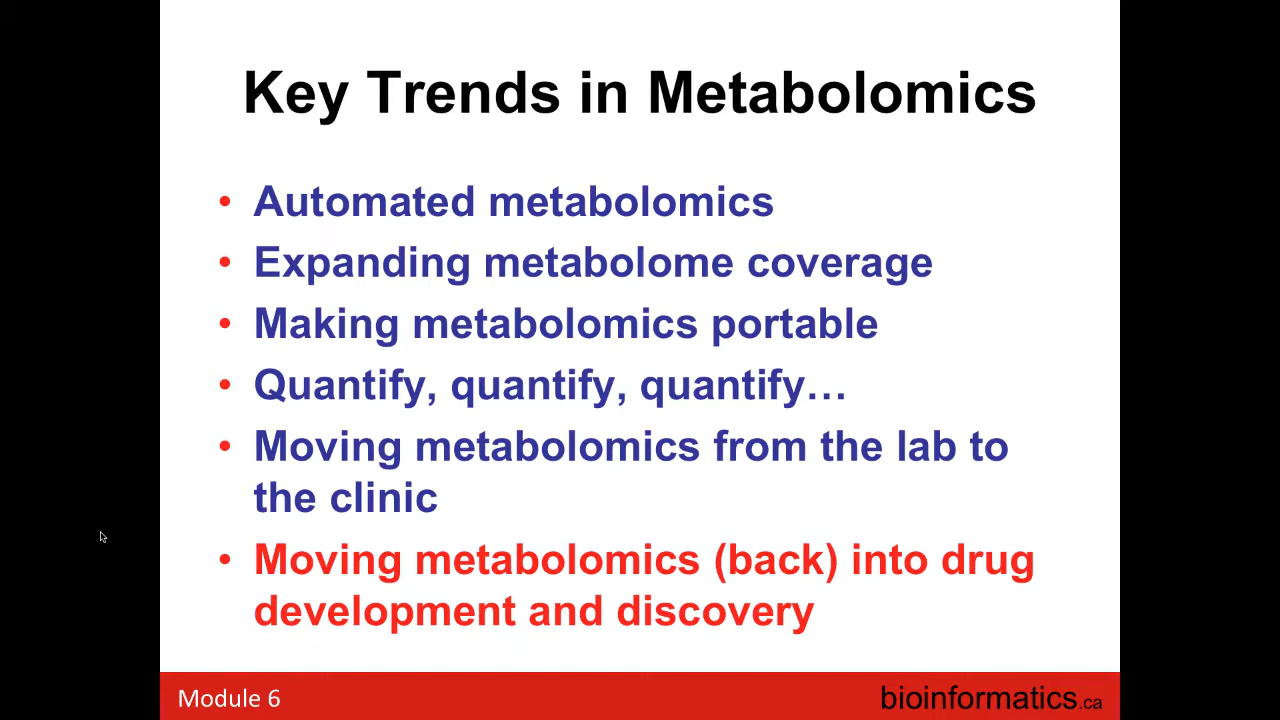 Key Trends in Metabolomics
• Automated metabolomics
• Expanding metabolome coverage
• Making metabolomics portable
• Quantify, quantify, quantify…
• Moving metabolomics from the lab to
the clinic
• Moving metabolomics (back) into drug
development and discovery
Module 6
bioinformatics.ca